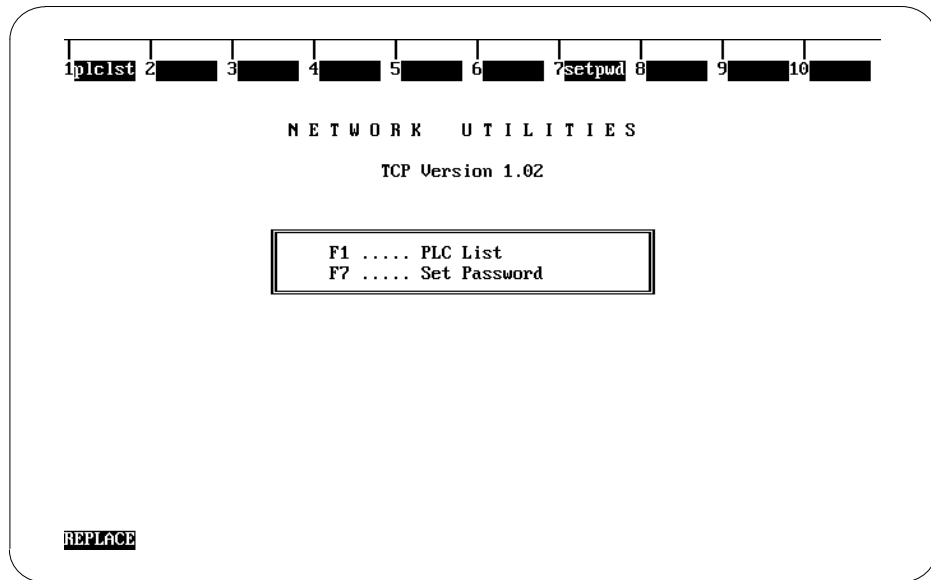 1plclst 2 3 4 5 6 7setpwd 8 9 10
N E T W O R K   U T I L I T I E S
TCP Version 1.02
F1 ..... PLC List
F7 ..... Set Password
REPLACE